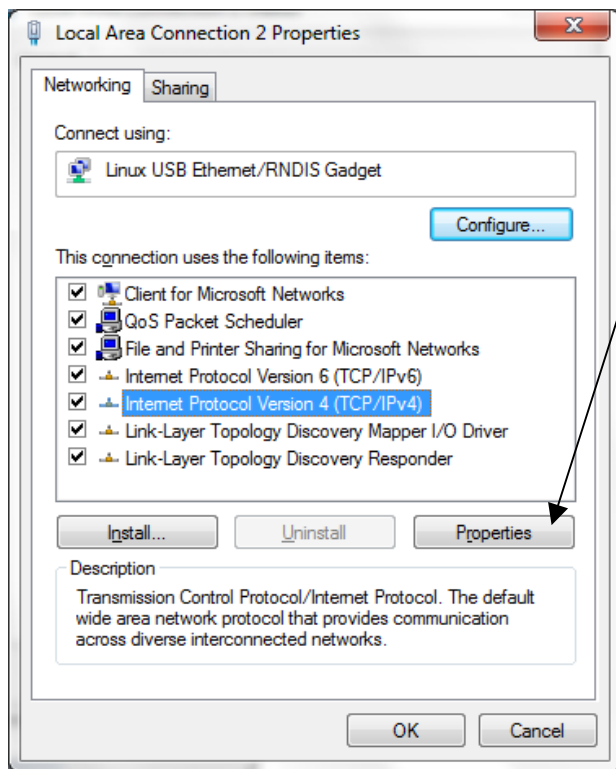 Local Area Connection 2 Properties
Networking
Sharing
Connect using:
Linux USB Ethernet/RNDIS Gadget
Configure...
This connection uses the following items:
Client for Microsoft Networks
QoS Packet Scheduler
File and Printer Sharing for Microsoft Networks
Internet Protocol Version 6 (TCP/IPv6)
Internet Protocol Version 4 (TCP/IPv4)
Link-Layer Topology Discovery Mapper I/O Driver
Link-Layer Topology Discovery Responder
Install...
Uninstall
Properties
Description
Transmission Control Protocol/Internet Protocol. The default
wide area network protocol that provides communication
across diverse interconnected networks.
OK
Cancel